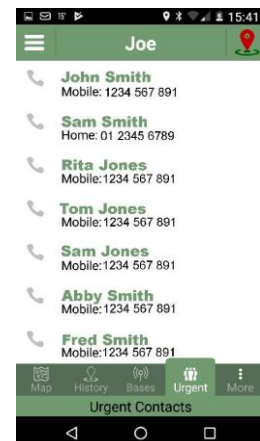 15° 15:41
Joe
John Smith
Mobile: 1234 567 891
Sam Smith
Home: 01 2345 6789
Rita Jones
Mobile:1234 567 891
Tom Jones
Mobile:1234 567 891
Sam Jones
Mobile:1234 567 891
Abby Smith
Mobile:1234 567 891
Fred Smith
Mobile:1234 567 891
Map History Bases Urgent More
Urgent Contacts